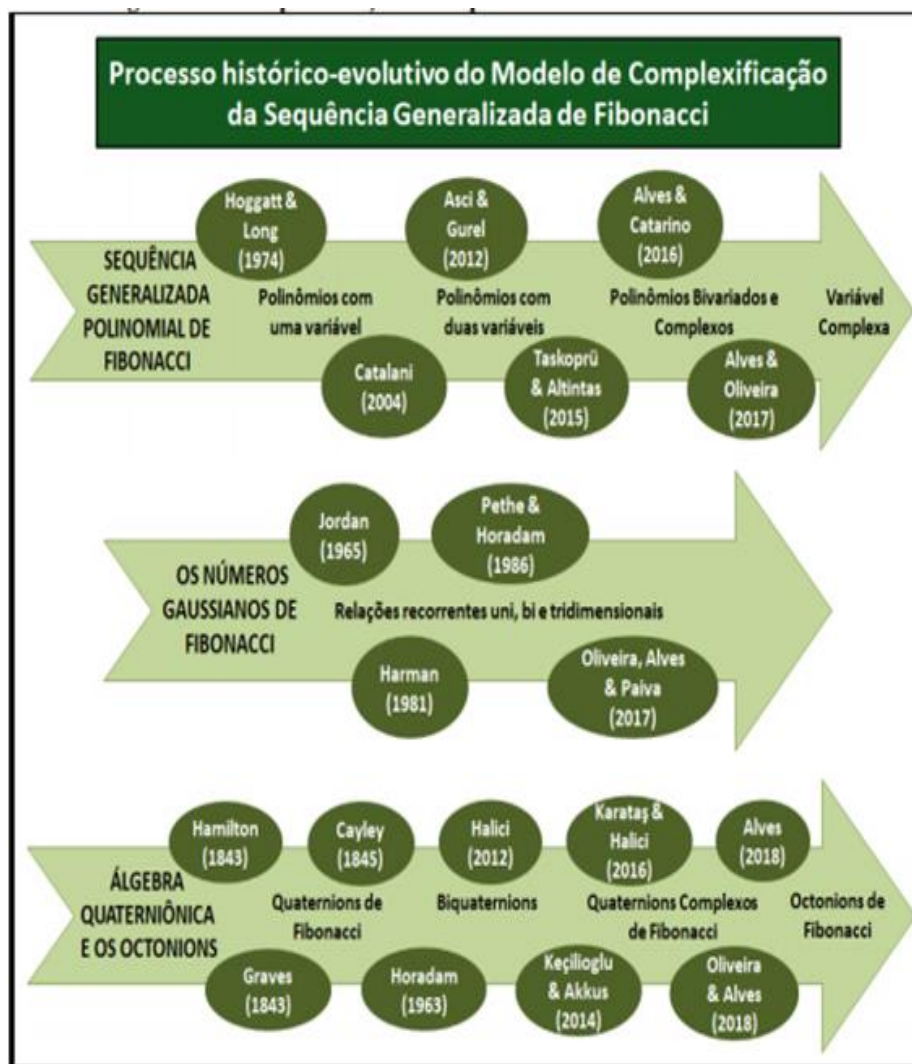 Processo histórico-evolutivo do Modelo de Complexificação
da Sequência Generalizada de Fibonacci
Hoggatt &
Long
(1974)
Asci &
Gurel
(2012)
Alves &
Catarino
(2016)
SEQUÊNCIA
GENERALIZADA
POLINOMIAL DE
FIBONACCI
Polinômios com
uma variável
Polinômios com
duas variáveis
Polinômios Bivariados e
Complexos
Variável
Complexa
Catalani
(2004)
Taskoprü
& Altintas
(2015)
Alves &
Oliveira
(2017)
Jordan
(1965)
Pethe &
Horadam
(1986)
OS NÚMEROS
GAUSSIANOS DE
FIBONACCI
Relações recorrentes uni, bi e tridimensionais
Harman
(1981)
Oliveira, Alves
& Paiva
(2017)
Hamilton
(1843)
Cayley
(1845)
Halici
(2012)
Karataş &
Halici
(2016)
Alves
(2018)
ÁLGEBRA
QUATERNIÔNICA
E OS OCTONIONS
Quaternions de
Fibonacci
Biquaternions
Quaternions Complexos
de Fibonacci
Octonions de
Fibonacci
Graves
(1843)
Horadam
(1963)
Keçilioglu
& Akkus
(2014)
Oliveira
& Alves
(2018)